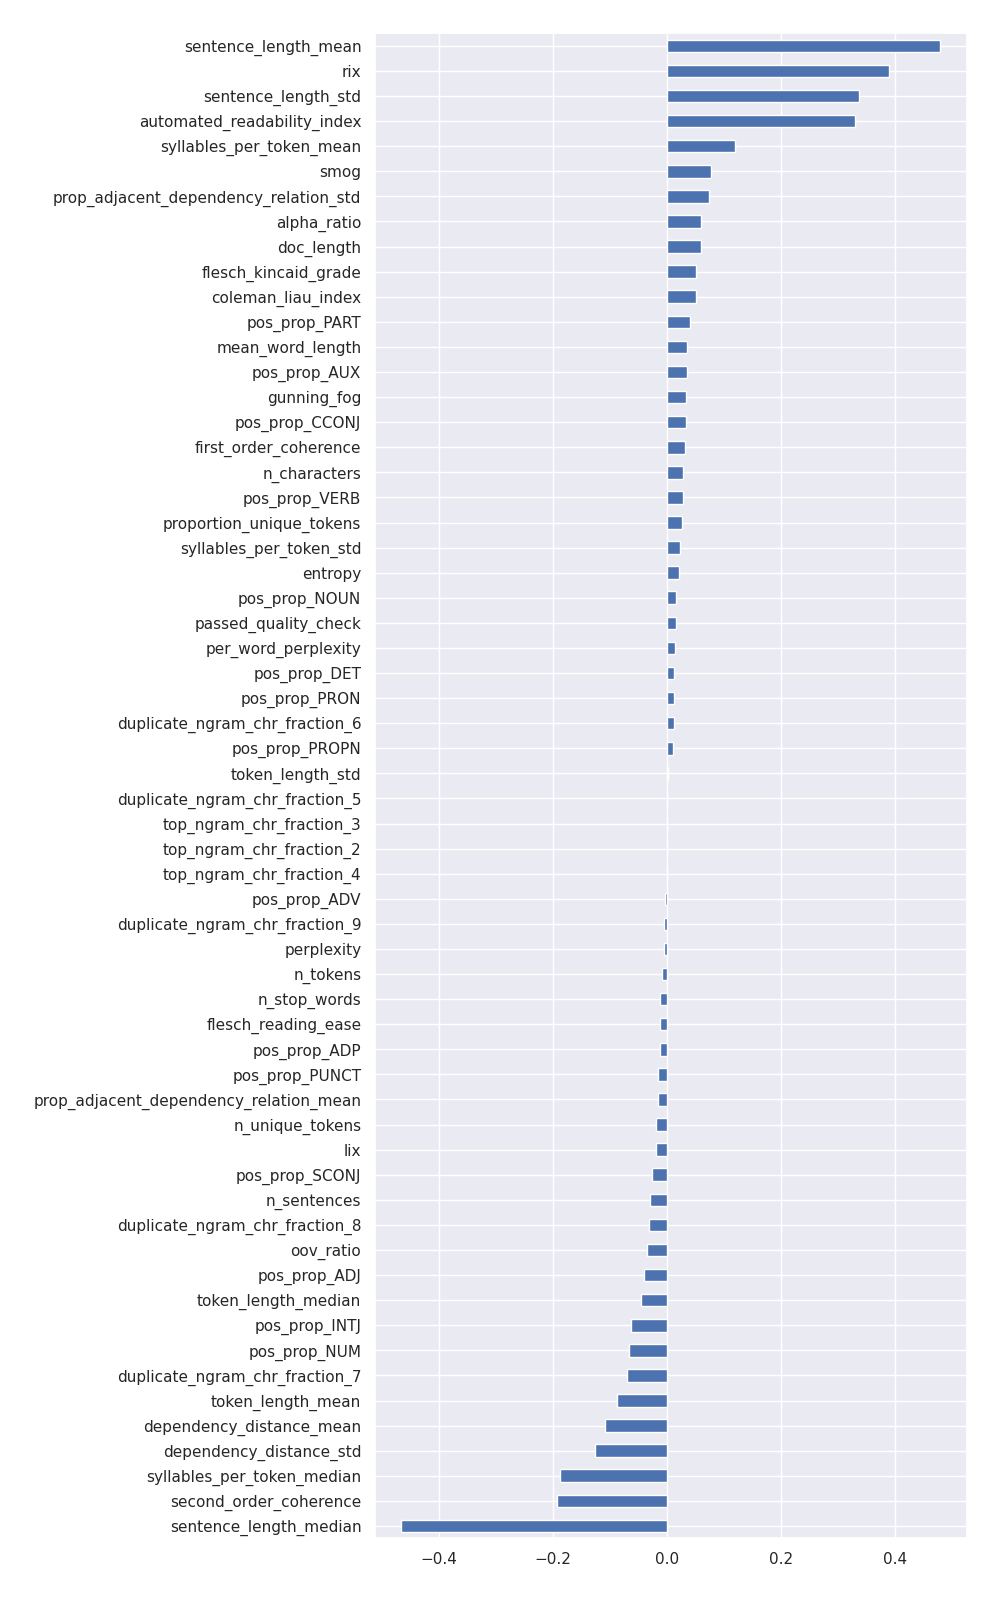 sentence_length_mean
rix
sentence_length_std
automated_readability_index
syllables_per_token_mean
smog
prop_adjacent_dependency_relation_std
alpha_ratio
doc_length
flesch_kincaid_grade
coleman_liau_index
pos_prop_PART
mean_word_length
pos_prop_AUX
gunning_fog
pos_prop_CCONJ
first_order_coherence
n_characters
pos_prop_VERB
proportion_unique_tokens
syllables_per_token_std
entropy
pos_prop_NOUN
passed_quality_check
per_word_perplexity
pos_prop_DET
pos_prop_PRON
duplicate_ngram_chr_fraction_6
pos_prop_PROPN
token_length_std
duplicate_ngram_chr_fraction_5
top_ngram_chr_fraction_3
top_ngram_chr_fraction_2
top_ngram_chr_fraction_4
pos_prop_ADV
duplicate_ngram_chr_fraction_9
perplexity
n_tokens
n_stop_words
flesch_reading_ease
pos_prop_ADP
pos_prop_PUNCT
prop_adjacent_dependency_relation_mean
n_unique_tokens
lix
pos_prop_SCONJ
n_sentences
duplicate_ngram_chr_fraction_8
oov_ratio
pos_prop_ADJ
token_length_median
pos_prop_INTJ
pos_prop_NUM
duplicate_ngram_chr_fraction_7
token_length_mean
dependency_distance_mean
dependency_distance_std
syllables_per_token_median
second_order_coherence
sentence_length_median
−0.4 −0.2 0.0 0.2 0.4